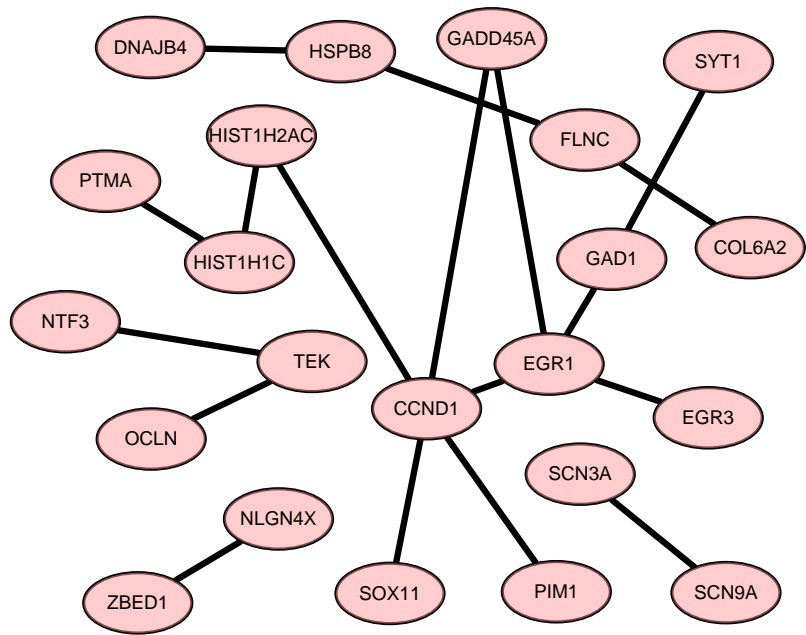 DNAJB4
HSPB8
GADD45A
SYT1
HIST1H2AC
FLNC
PTMA
HIST1H1C
GAD1
COL6A2
NTF3
TEK
EGR1
CCND1
EGR3
OCLN
SCN3A
NLGN4X
ZBED1
SOX11
PIM1
SCN9A